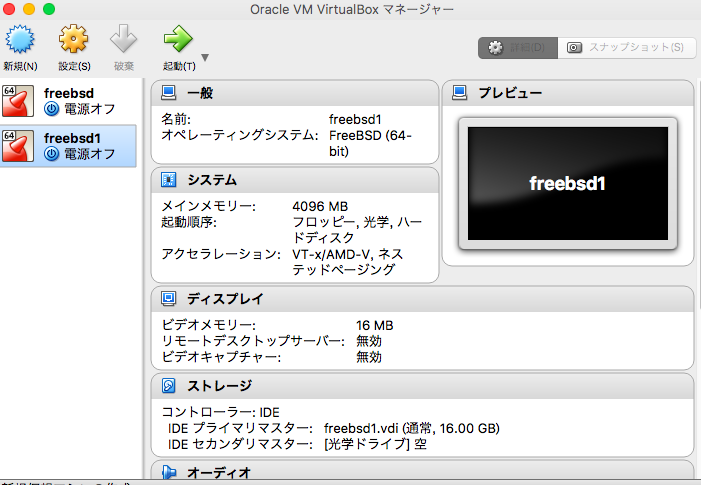 Oracle VM VirtualBox マネージャー
新規(N)
設定(S)
破棄
起動(T)
詳細(D)
スナップショット(S)
64
freebsd
電源オフ
64
freebsd1
電源オフ
一般
名前: freebsd1
オペレーティングシステム: FreeBSD (64-
bit)
システム
メインメモリー: 4096 MB
起動順序: フロッピー, 光学, ハー
ドディスク
アクセラレーション: VT-x/AMD-V, ネス
テッドページング
プレビュー
freebsd1
ディスプレイ
ビデオメモリー: 16 MB
リモートデスクトップサーバー: 無効
ビデオキャプチャー: 無効
ストレージ
コントローラー: IDE
IDE プライマリマスター: freebsd1.vdi (通常, 16.00 GB)
IDE セカンダリマスター: [光学ドライブ] 空
オーディオ